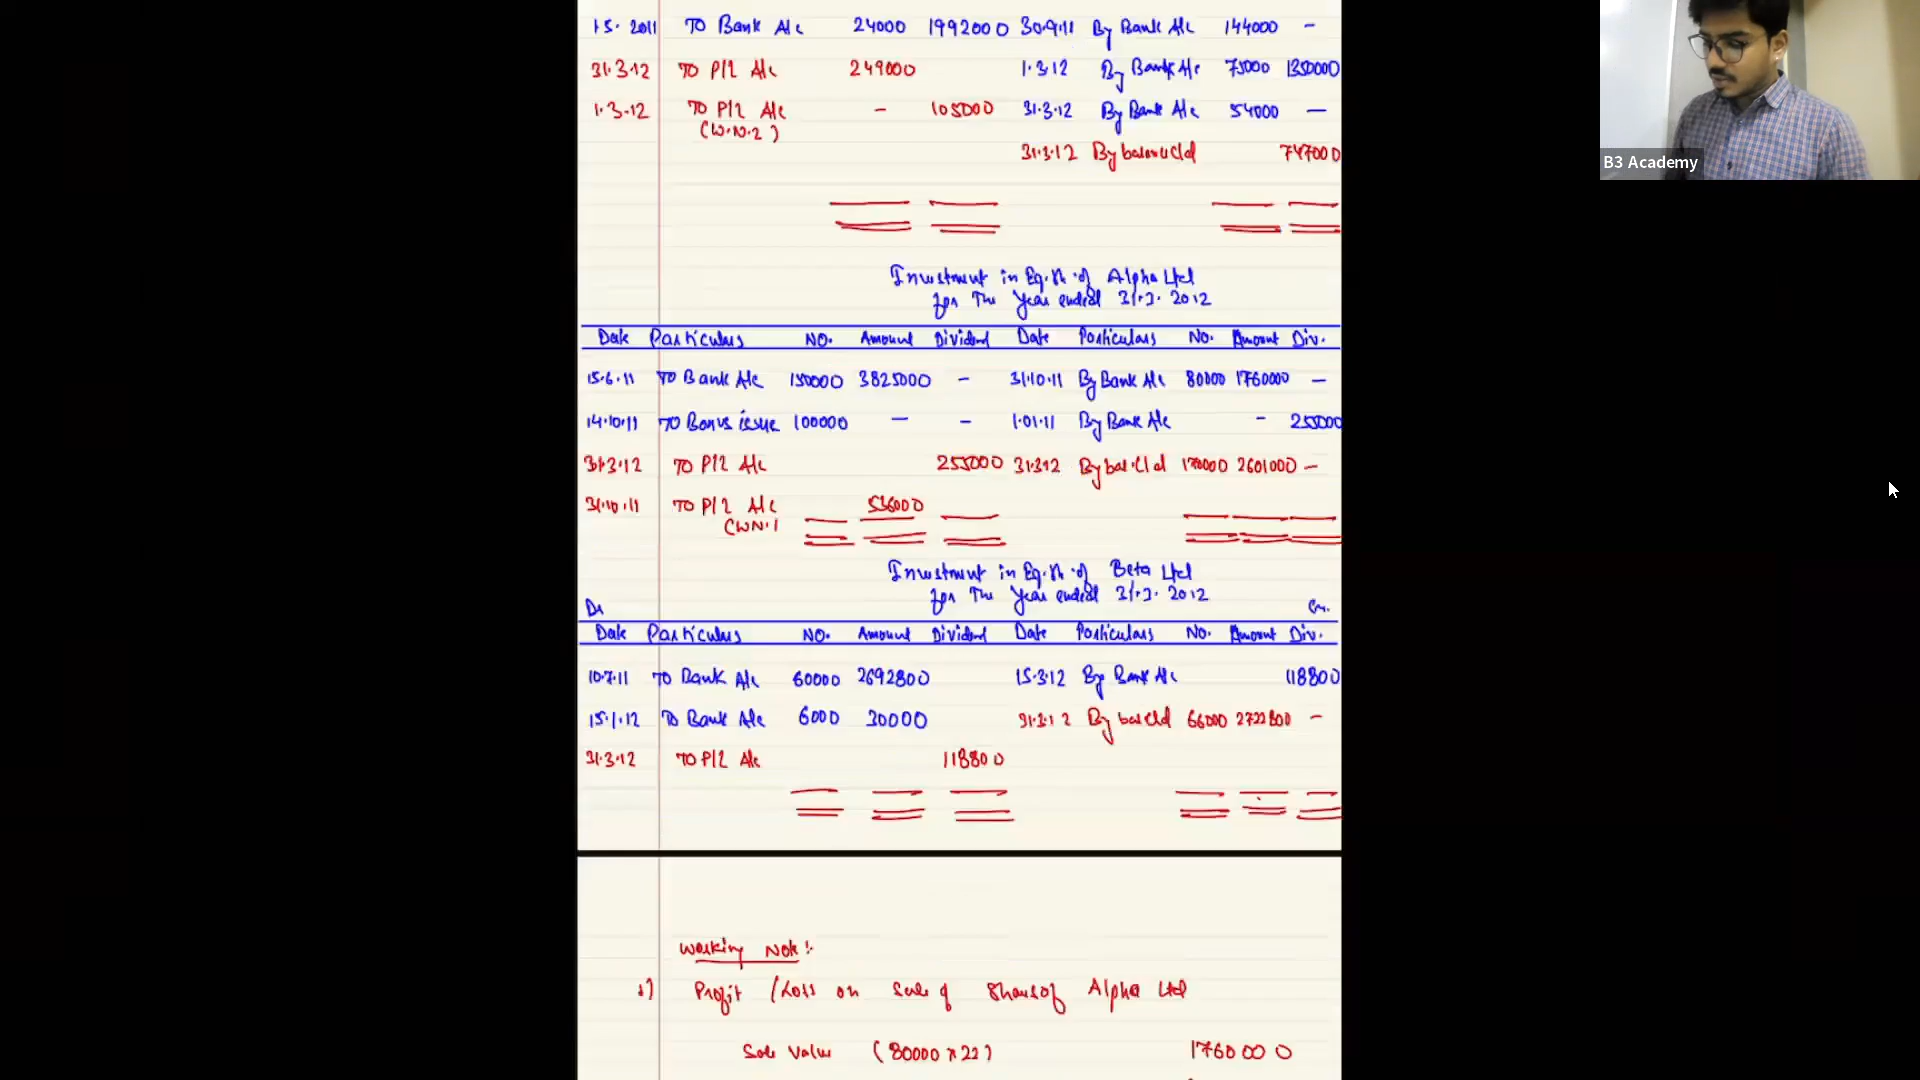 1.5.2011 To Bank A/c 24000 1992000 30.9.11 By Bank A/c 144000 -
31.3.12 To P/L A/c 249000 1.3.12 By Bank A/c 75000 1350000
1.3.12 To P/L A/c - 105000 31.3.12 By Bank A/c 54000 -
(W.N.2)
31.3.12 By balance c/d 747000
Investment in Eq.sh. of Alpha Ltd
for The Year ended 31.3.2012
Date Particulars NO. Amount Dividend Date Particulars No. Amount Div.
15.6.11 To Bank A/c 150000 3825000 - 31.10.11 By Bank A/c 80000 1760000 -
14.10.11 To Bonus issue 100000 - - 1.01.11 By Bank A/c - 255000
31.3.12 To P/L A/c 255000 31.3.12 By bal. c/d 170000 2601000 -
31.10.11 To P/L A/c 536000
(WN.1
Investment in Eq.sh. of Beta Ltd
for The Year ended 31.3.2012
Dr Cr.
Date Particulars NO. Amount Dividend Date Particulars No. Amount Div.
10.7.11 To Bank A/c 60000 2692800 15.3.12 By Bank A/c 118800
15.1.12 To Bank A/c 6000 30000 31.3.12 By bal c/d 66000 2722800 -
31.3.12 To P/L A/c 118800
Working Note :-
1) Profit / Loss on Sale of Shares of Alpha Ltd
Sale Value (80000 x 22) 1760000
B3 Academy